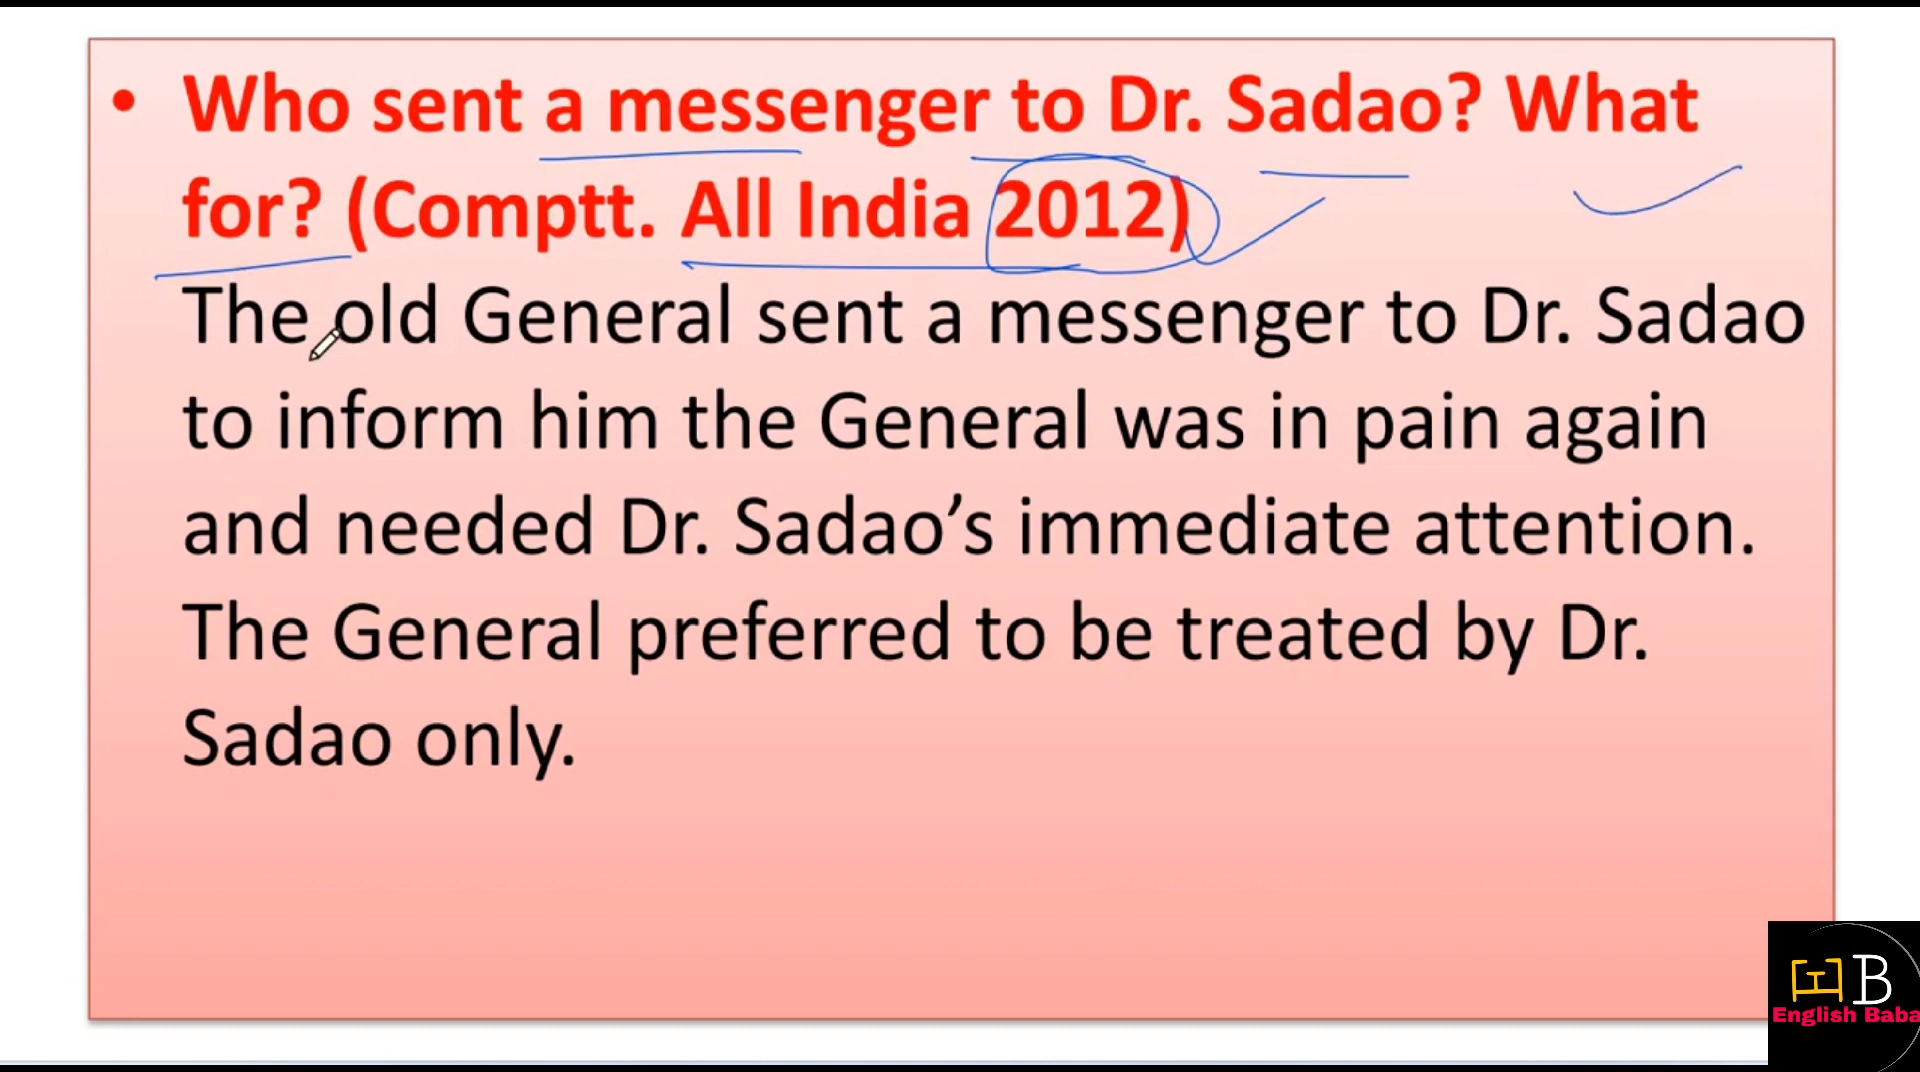 • Who sent a messenger to Dr. Sadao? What
for? (Comptt. All India 2012)
The old General sent a messenger to Dr. Sadao
to inform him the General was in pain again
and needed Dr. Sadao’s immediate attention.
The General preferred to be treated by Dr.
Sadao only.
EB
English Baba